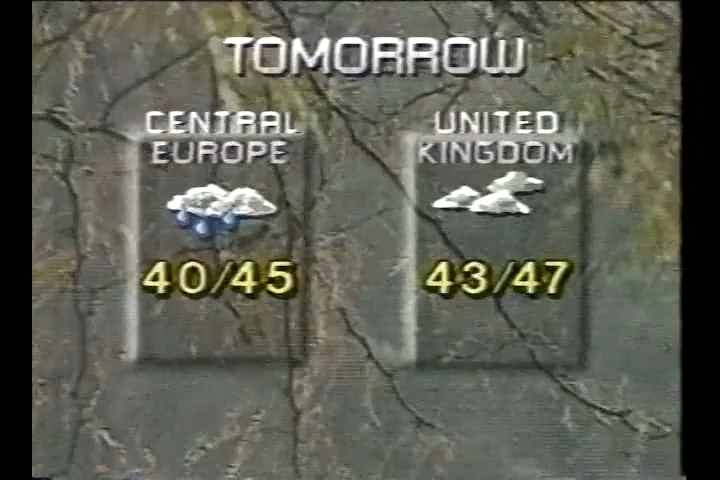 TOMORROW
CENTRAL
EUROPE
40/45
UNITED
KINGDOM
43/47